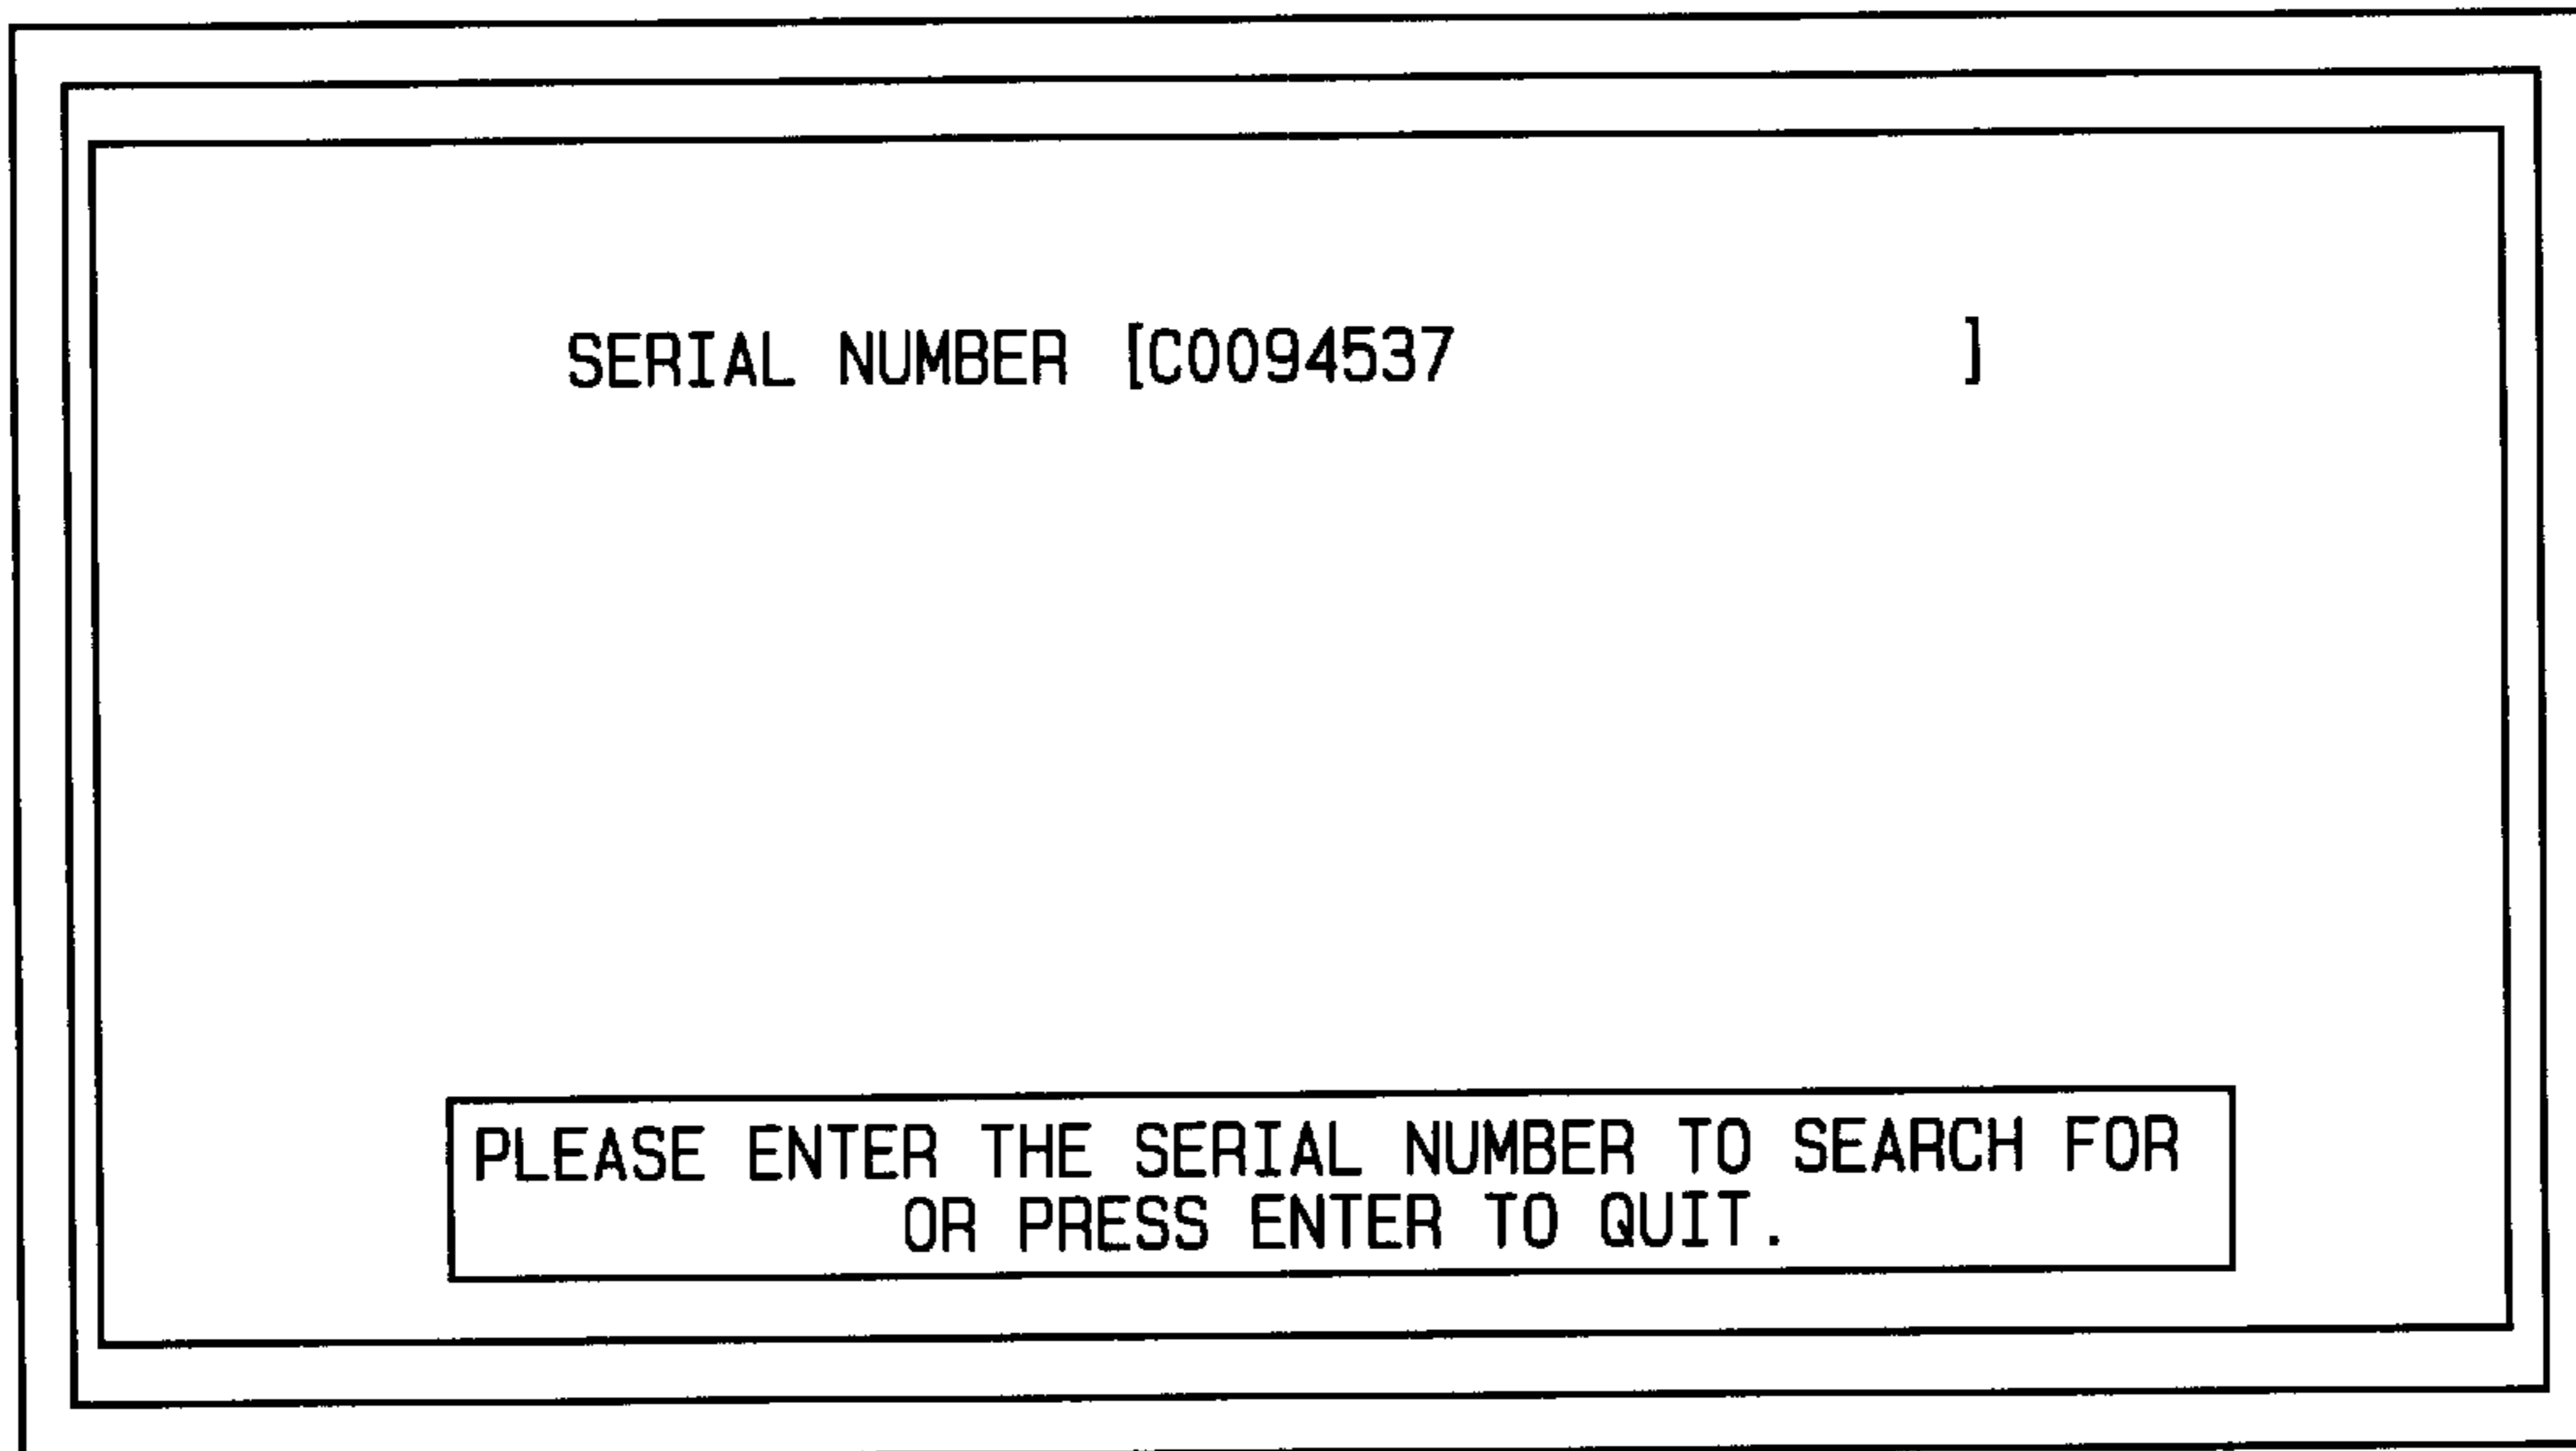 SERIAL NUMBER [C0094537 ]
PLEASE ENTER THE SERIAL NUMBER TO SEARCH FOR
OR PRESS ENTER TO QUIT.